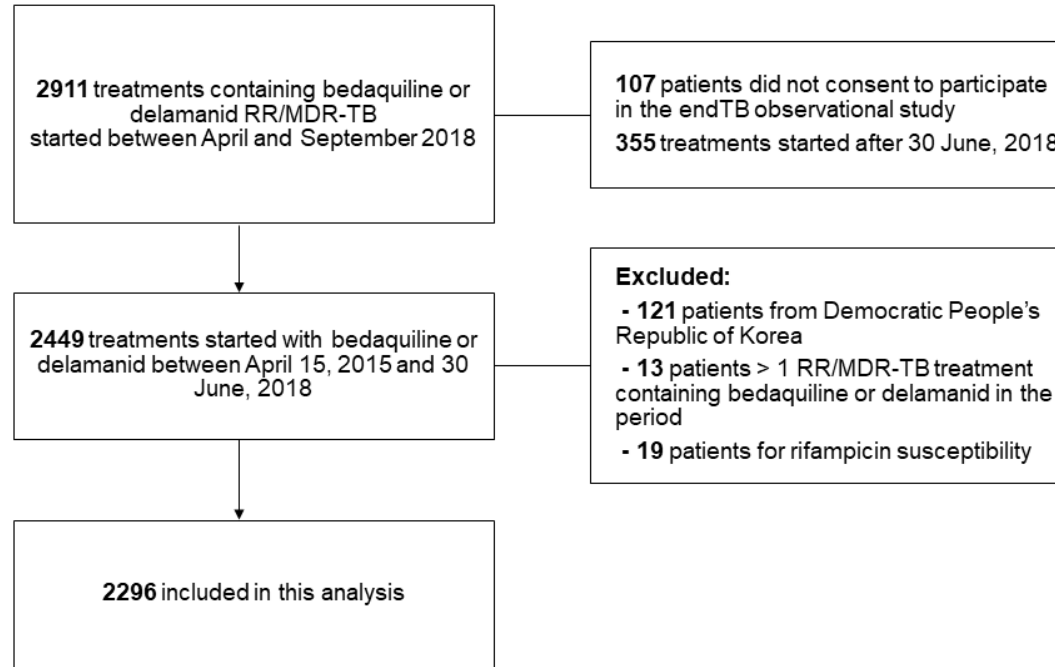 2911 treatments containing bedaquiline or
delamanid RR/MDR-TB
started between April and September 2018
107 patients did not consent to participate
in the endTB observational study
355 treatments started after 30 June, 2018
2449 treatments started with bedaquiline or
delamanid between April 15, 2015 and 30
June, 2018
Excluded:
- 121 patients from Democratic People's
Republic of Korea
- 13 patients > 1 RR/MDR-TB treatment
containing bedaquiline or delamanid in the
period
- 19 patients for rifampicin susceptibility
2296 included in this analysis